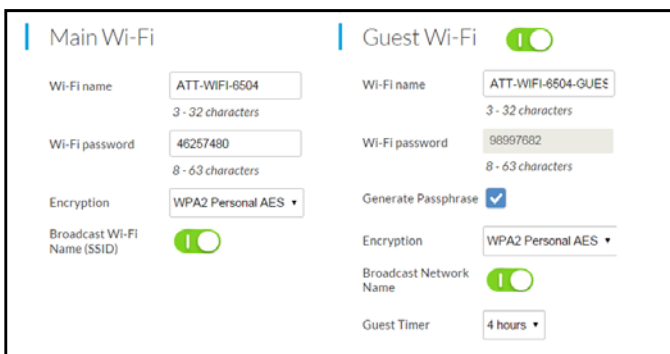 Main Wi-Fi
Wi-Fi name
ATT-WIFI-6504
3 - 32 characters
Wi-Fi password
46257480
8 - 63 characters
Encryption
WPA2 Personal AES
Broadcast Wi-Fi
Name (SSID)
Guest Wi-Fi
Wi-Fi name
ATT-WIFI-6504-GUES
3 - 32 characters
Wi-Fi password
98997682
8 - 63 characters
Generate Passphrase
Encryption
WPA2 Personal AES
Broadcast Network
Name
Guest Timer
4 hours